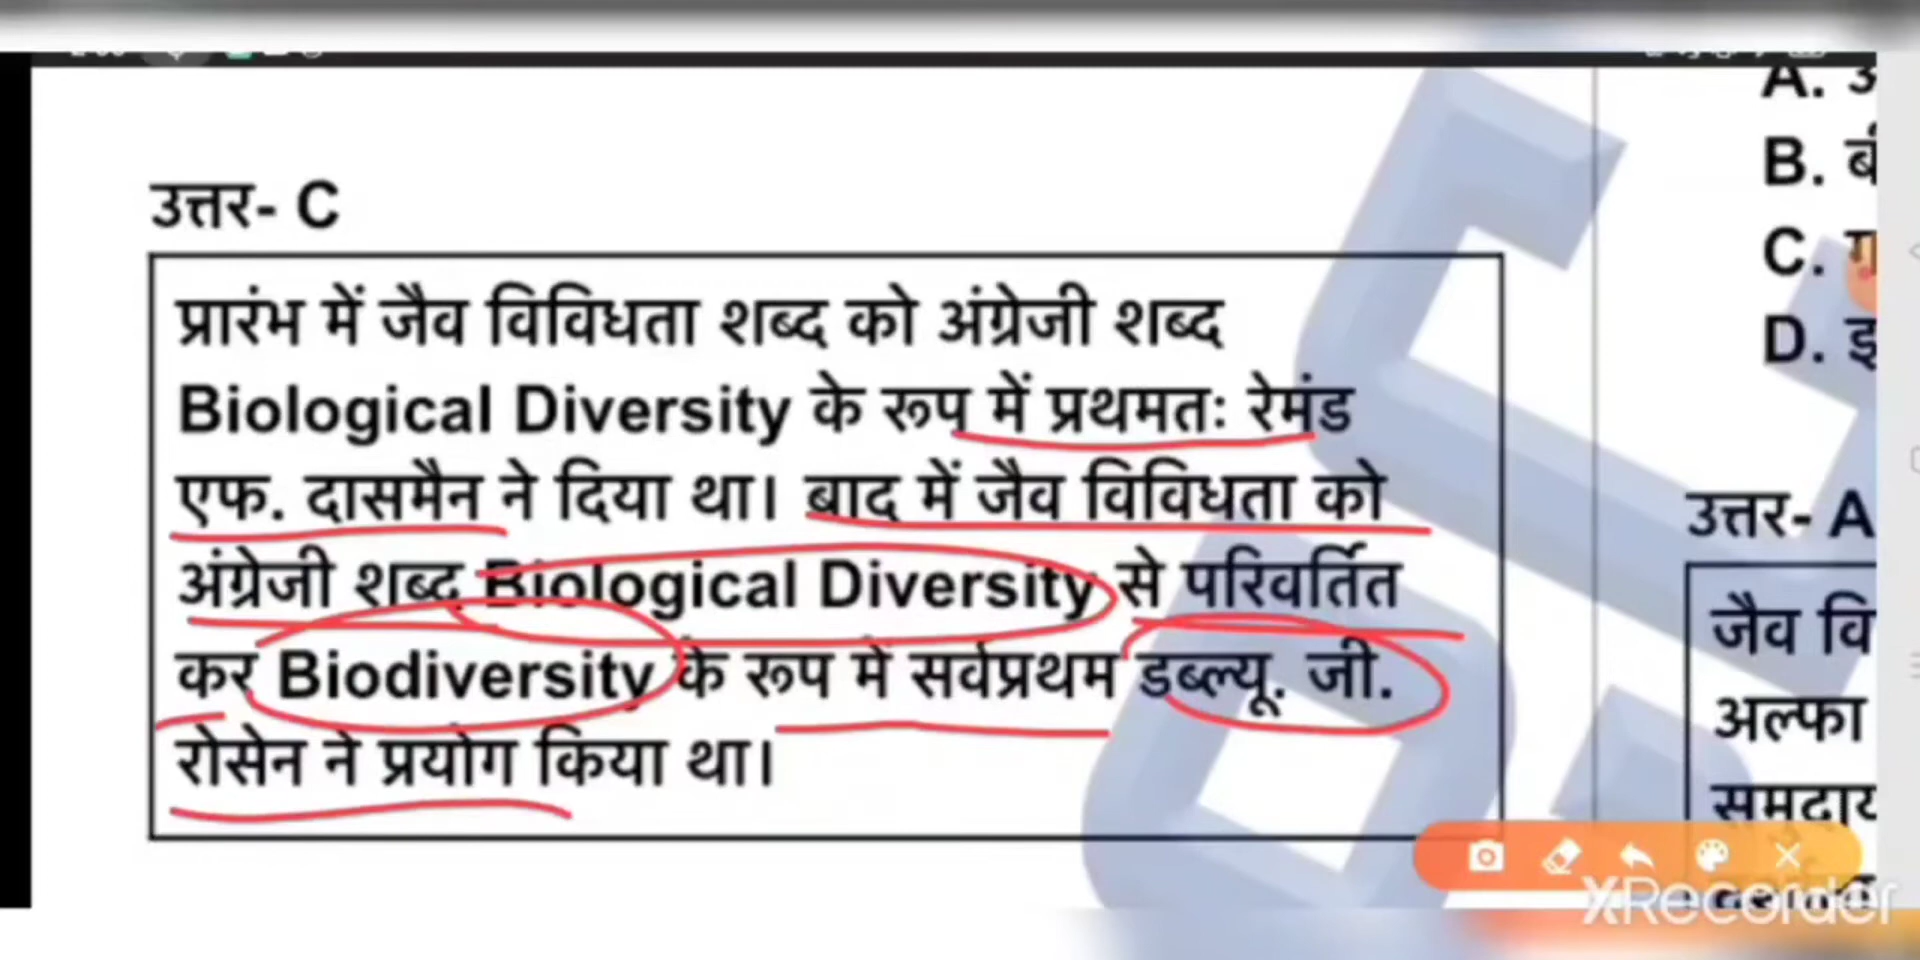 उत्तर- C
प्रारंभ में जैव विविधता शब्द को अंग्रेजी शब्द
Biological Diversity के रूप में प्रथमतः रेमंड
एफ. दासमैन ने दिया था। बाद में जैव विविधता को
अंग्रेजी शब्द Biological Diversity से परिवर्तित
कर Biodiversity के रूप में सर्वप्रथम डब्ल्यू. जी.
रोसेन ने प्रयोग किया था।
A.
B.
C.
D.
उत्तर- A
जैव वि
अल्फा
समुदाय
XRecorder